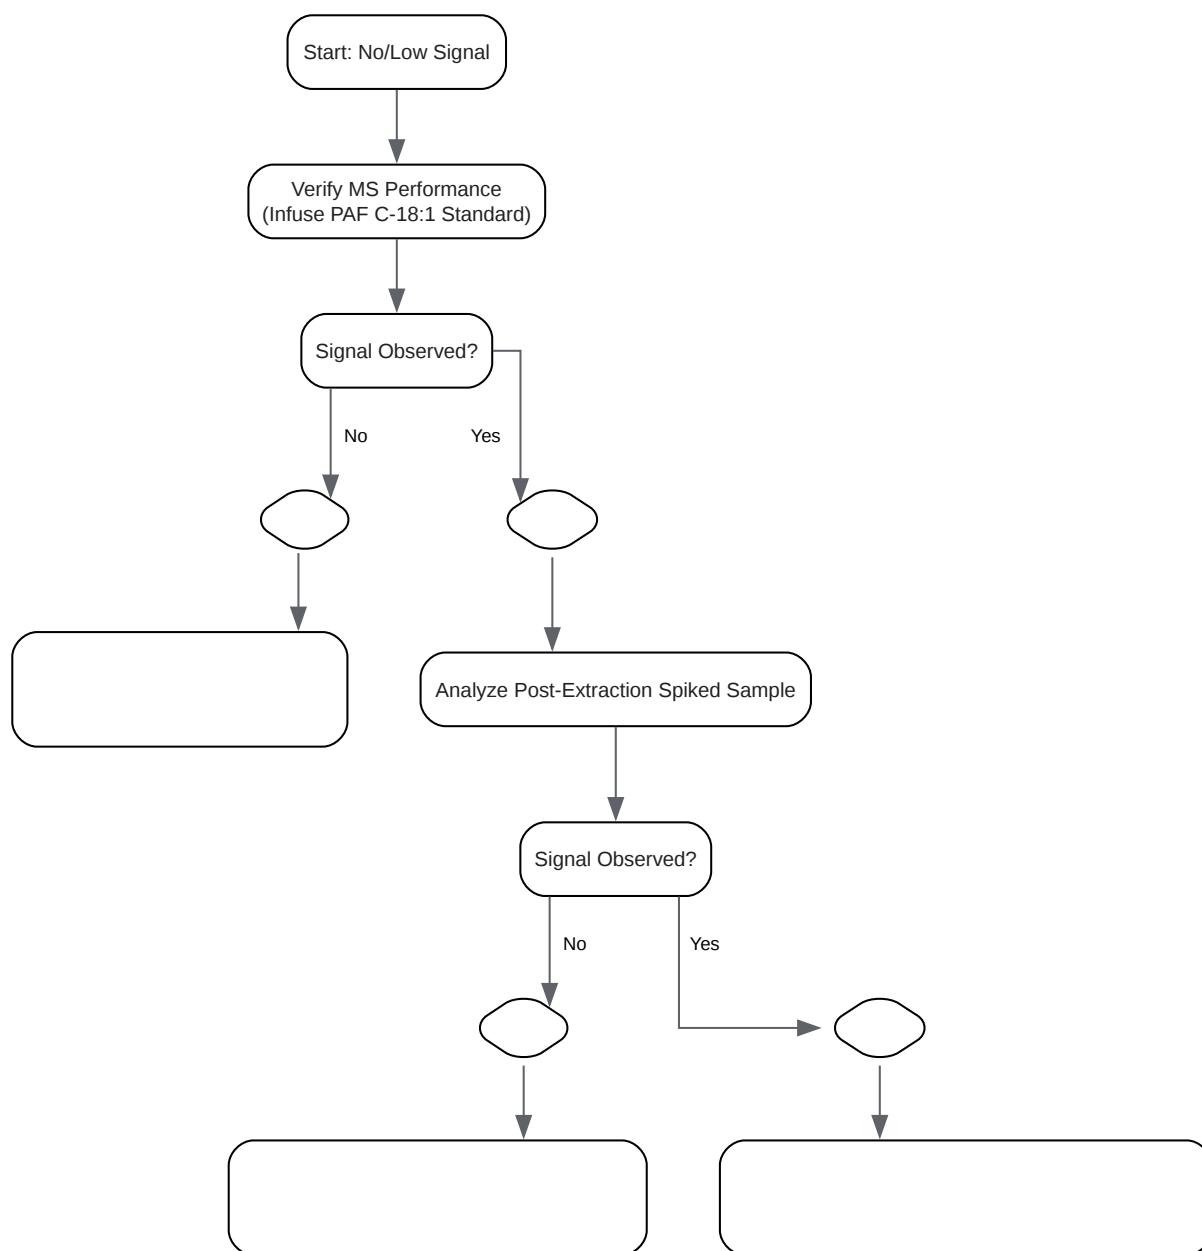 Start: No/Low Signal
Verify MS Performance
(Infuse PAF C-18:1 Standard)
Signal Observed?
No
Yes
Analyze Post-Extraction Spiked Sample
Signal Observed?
No
Yes